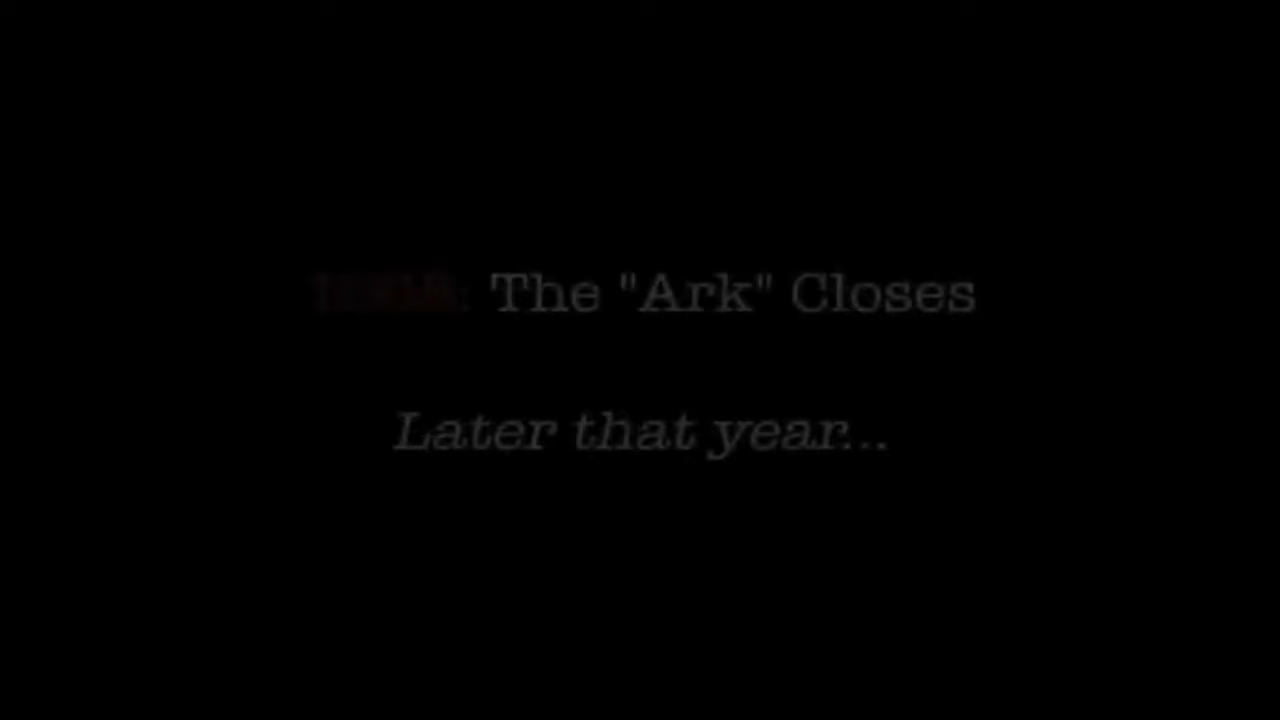 The "Ark" Closes
Later that year...